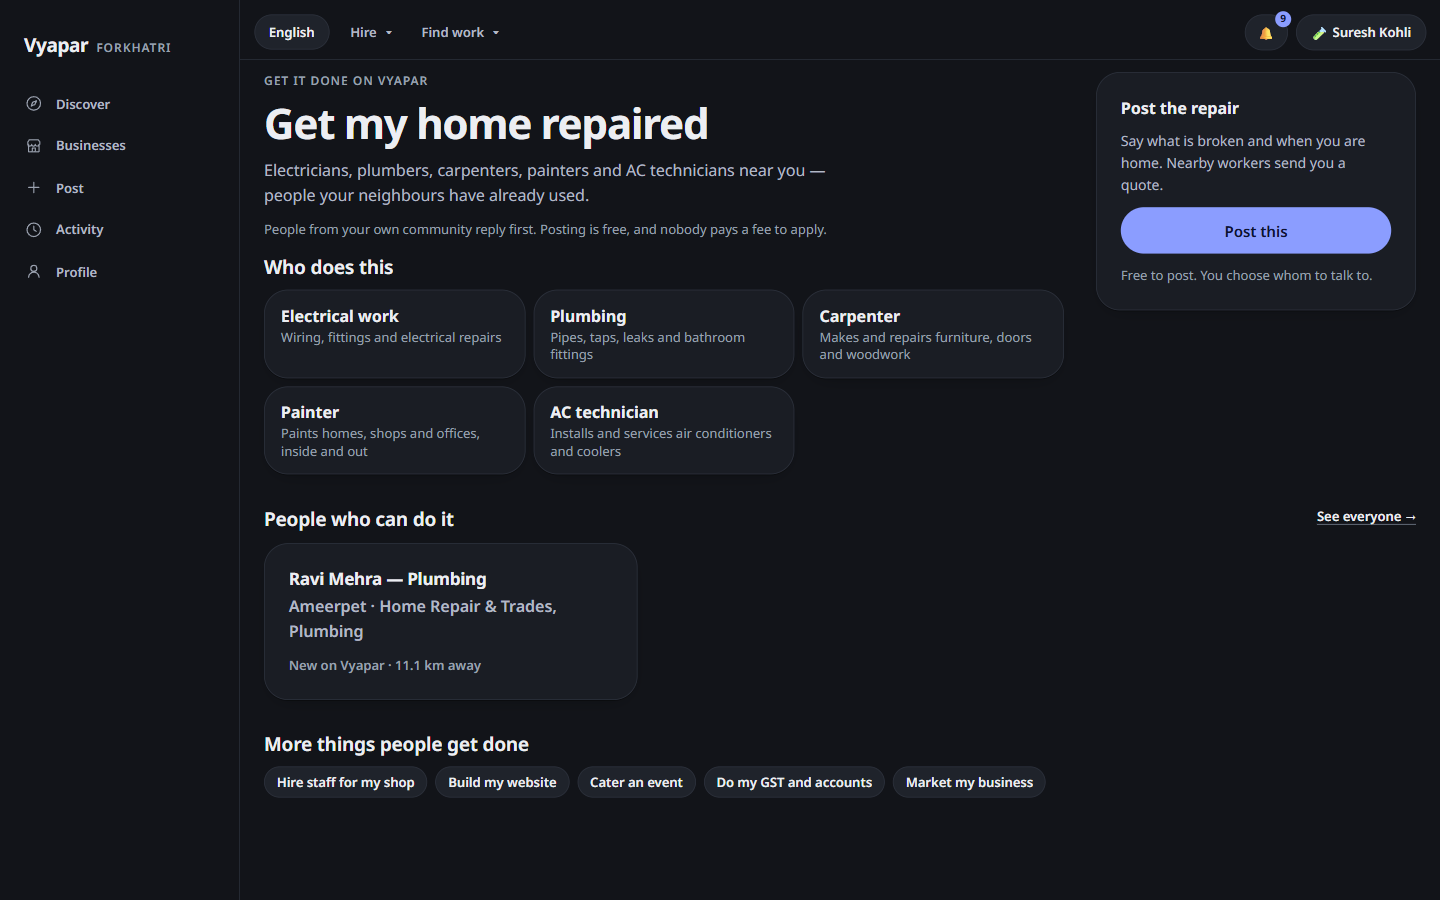 Vyapar FORKHATRI
Discover
Businesses
Post
Activity
Profile
English
Hire
Find work
9
Suresh Kohli
GET IT DONE ON VYAPAR
Get my home repaired
Electricians, plumbers, carpenters, painters and AC technicians near you —
people your neighbours have already used.
People from your own community reply first. Posting is free, and nobody pays a fee to apply.
Post the repair
Say what is broken and when you are
home. Nearby workers send you a
quote.
Post this
Free to post. You choose whom to talk to.
Who does this
Electrical work
Wiring, fittings and electrical repairs
Plumbing
Pipes, taps, leaks and bathroom
fittings
Carpenter
Makes and repairs furniture, doors
and woodwork
Painter
Paints homes, shops and offices,
inside and out
AC technician
Installs and services air conditioners
and coolers
People who can do it
See everyone →
Ravi Mehra — Plumbing
Ameerpet · Home Repair & Trades,
Plumbing
New on Vyapar · 11.1 km away
More things people get done
Hire staff for my shop
Build my website
Cater an event
Do my GST and accounts
Market my business